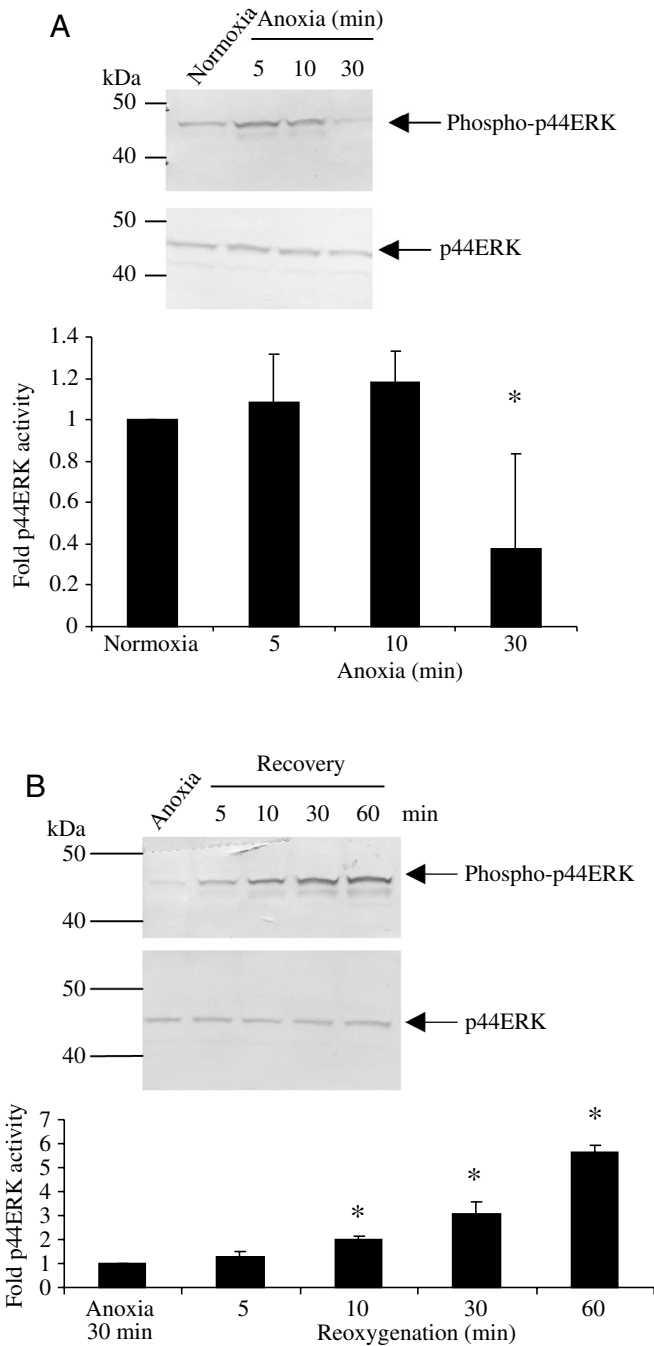 A
Normoxia
Anoxia (min)
5 10 30
kDa
50
Phospho-p44ERK
40
50
p44ERK
40
Fold p44ERK activity
1.4
1.2
1
0.8
0.6
0.4
0.2
0
*
Normoxia 5 10 30
Anoxia (min)
B
Anoxia
Recovery
5 10 30 60 min
kDa
50
Phospho-p44ERK
40
50
p44ERK
40
Fold p44ERK activity
7
6
5
4
3
2
1
0
* * *
Anoxia 30 min 5 10 30 60
Reoxygenation (min)